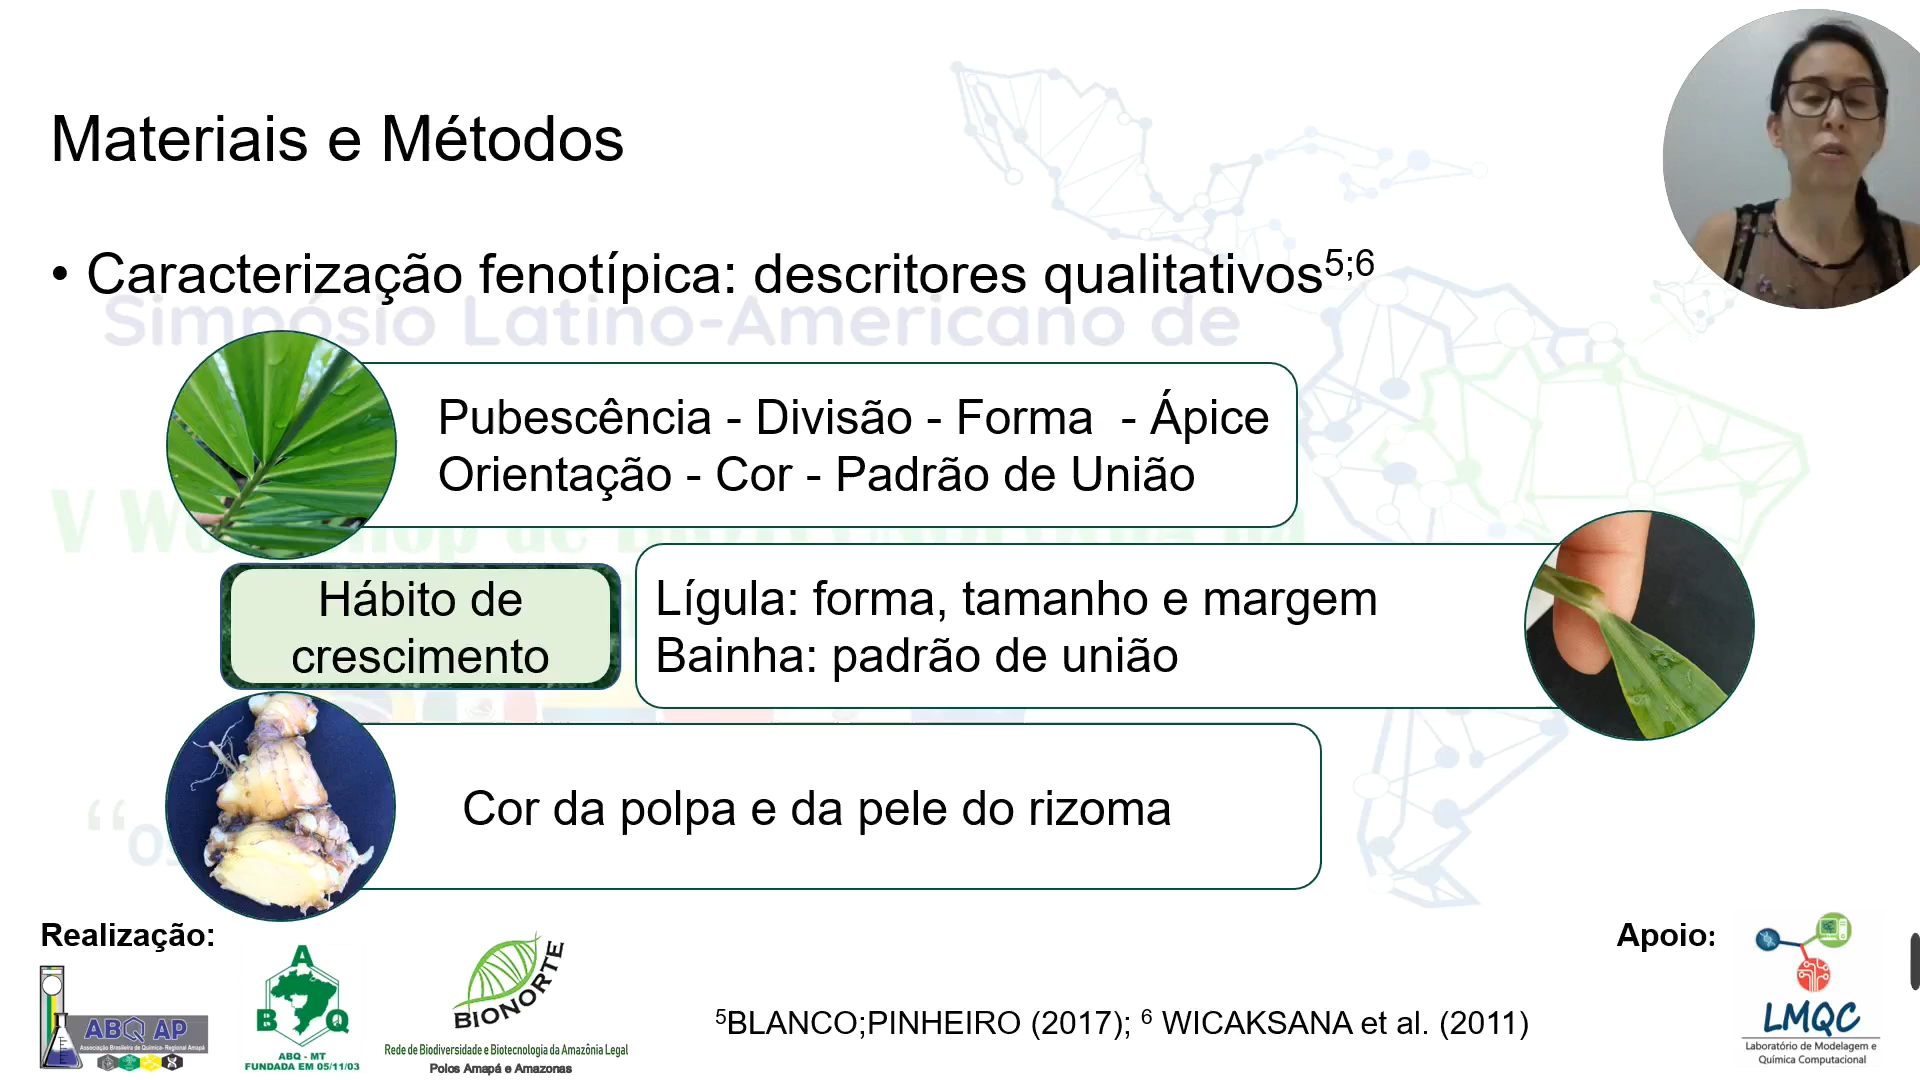 Materiais e Métodos
• Caracterização fenotípica: descritores qualitativos5;6
Simpósio Latino-Americano de
Pubescência - Divisão - Forma - Ápice
Orientação - Cor - Padrão de União
Hábito de
crescimento
Lígula: forma, tamanho e margem
Bainha: padrão de união
Cor da polpa e da pele do rizoma
Realização:
Apoio:
ABQ AP
Associação Brasileira de Química- Regional Amapá
A
B Q
ABQ - MT
FUNDADA EM 05/11/03
BIONORTE
Rede de Biodiversidade e Biotecnologia da Amazônia Legal
Polos Amapá e Amazonas
5BLANCO;PINHEIRO (2017); 6 WICAKSANA et al. (2011)
LMQC
Laboratório de Modelagem e
Química Computacional